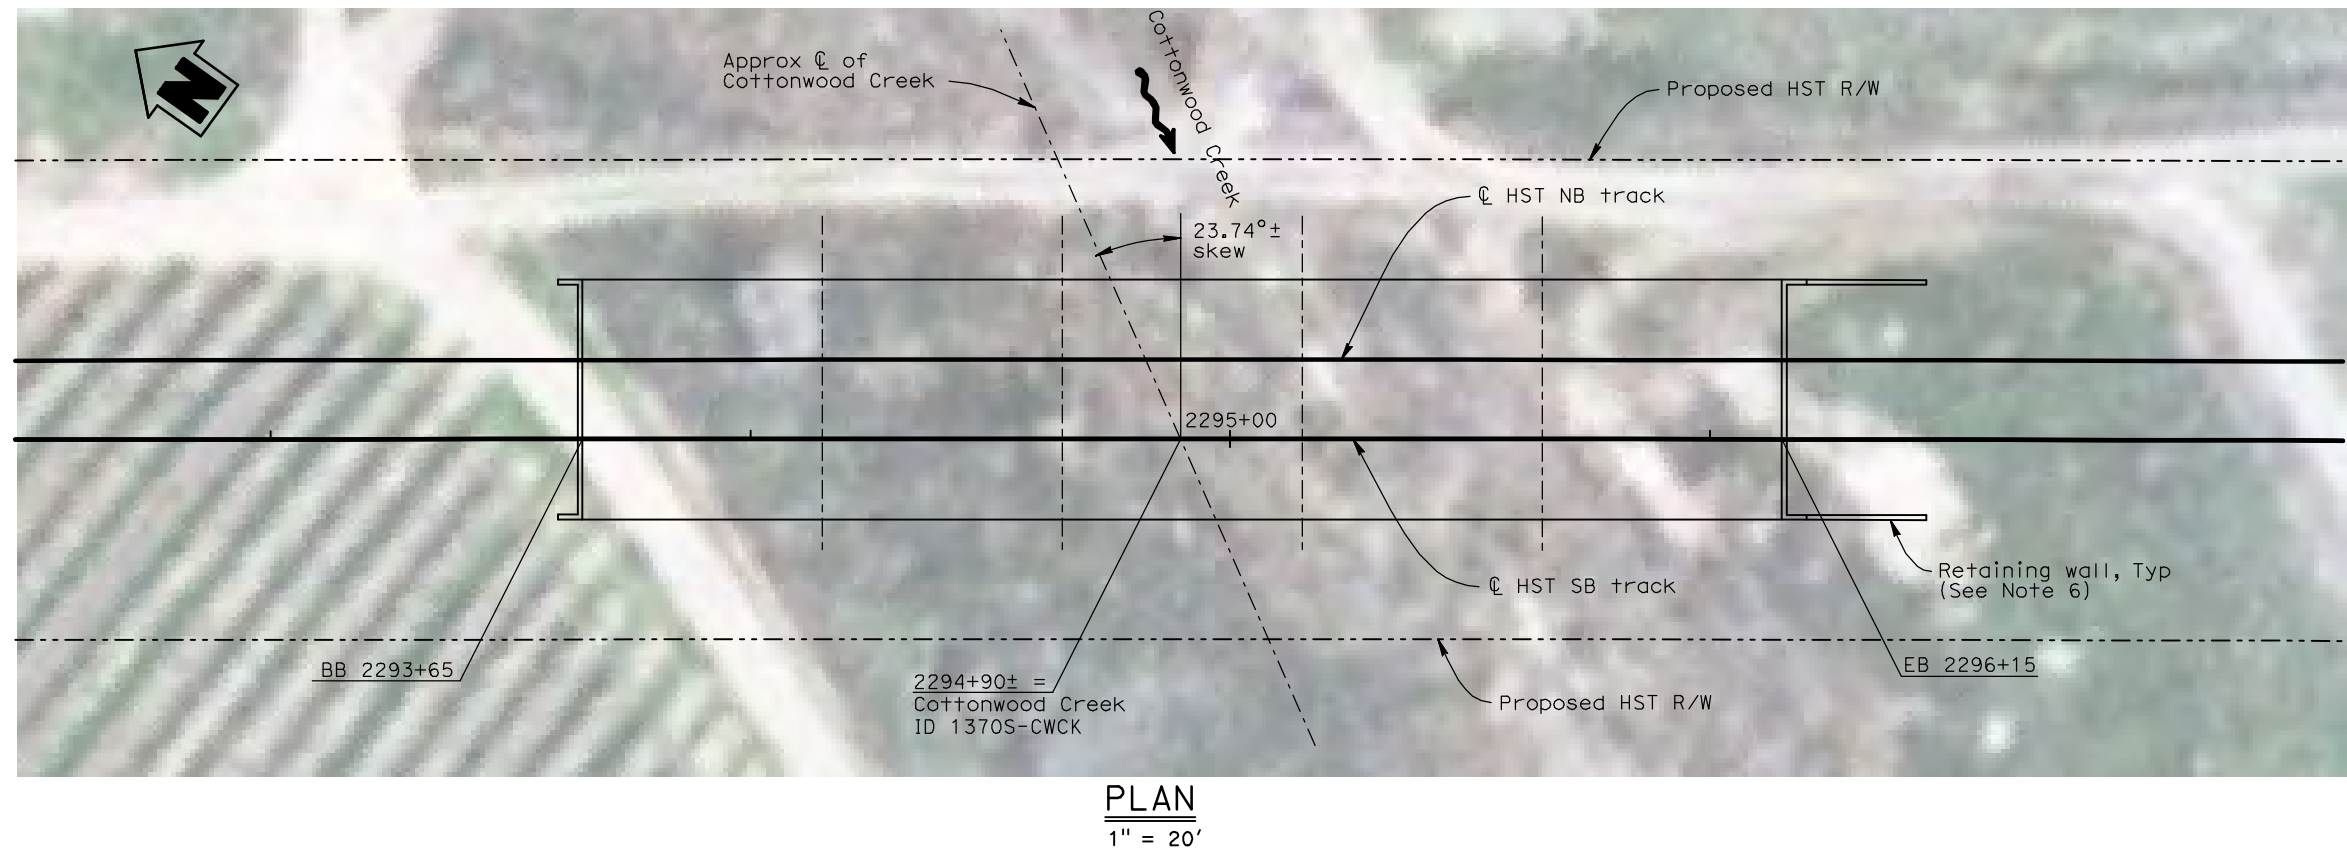 N
Approx ℄ of
Cottonwood Creek
Cottonwood Creek
Proposed HST R/W
℄ HST NB track
23.74°±
skew
2295+00
℄ HST SB track
Retaining wall, Typ
(See Note 6)
BB 2293+65
2294+90± =
Cottonwood Creek
ID 1370S-CWCK
EB 2296+15
Proposed HST R/W
PLAN
1" = 20'